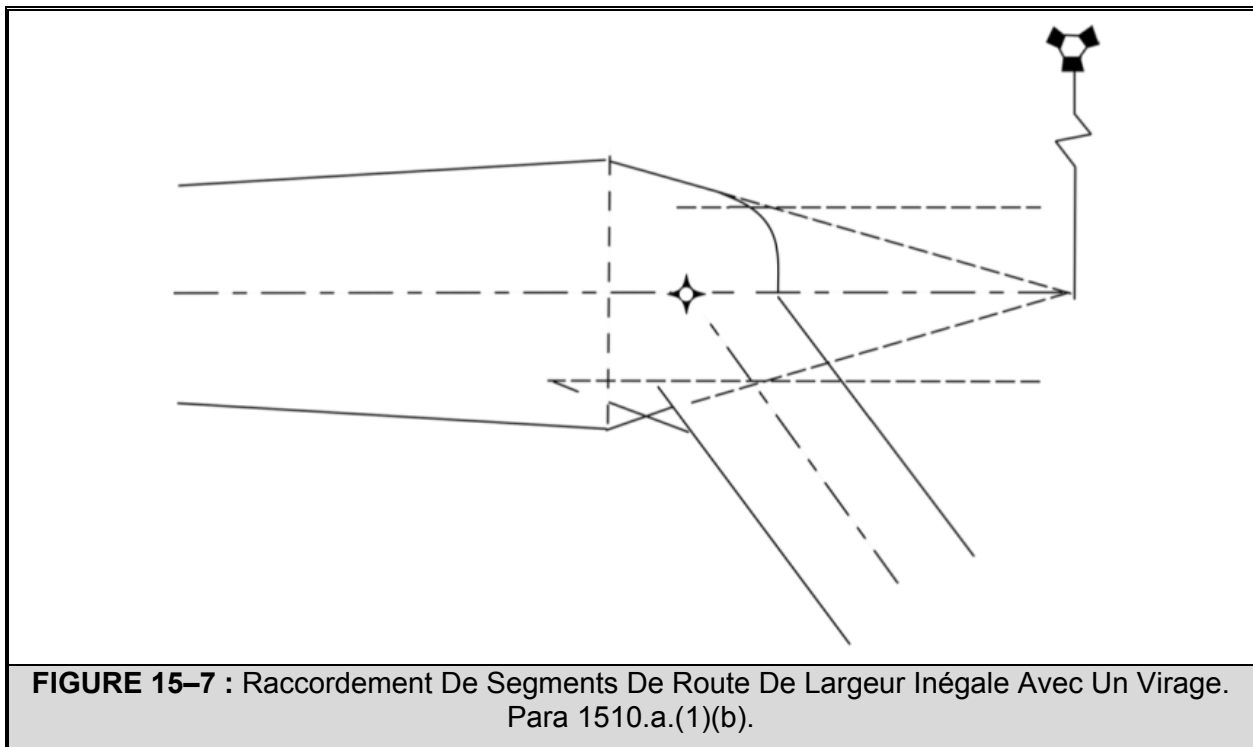 FIGURE 15–7 : Raccordement De Segments De Route De Largeur Inégale Avec Un Virage.
Para 1510.a.(1)(b).